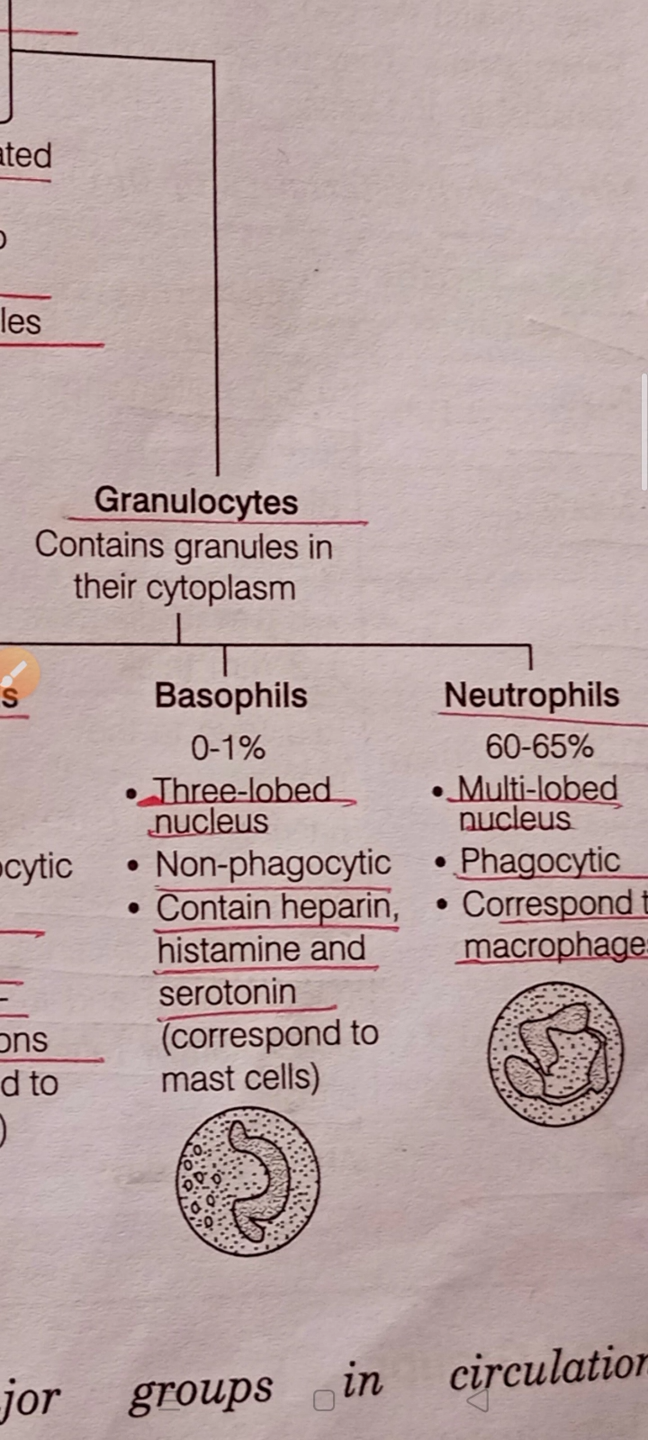 ated
les
Granulocytes
Contains granules in
their cytoplasm
s
Basophils
0-1%
• Three-lobed
nucleus
• Non-phagocytic
• Contain heparin,
histamine and
serotonin
(correspond to
mast cells)
Neutrophils
60-65%
• Multi-lobed
nucleus
• Phagocytic
• Correspond t
macrophage
ocytic
-
ons
d to
)
jor groups in circulation